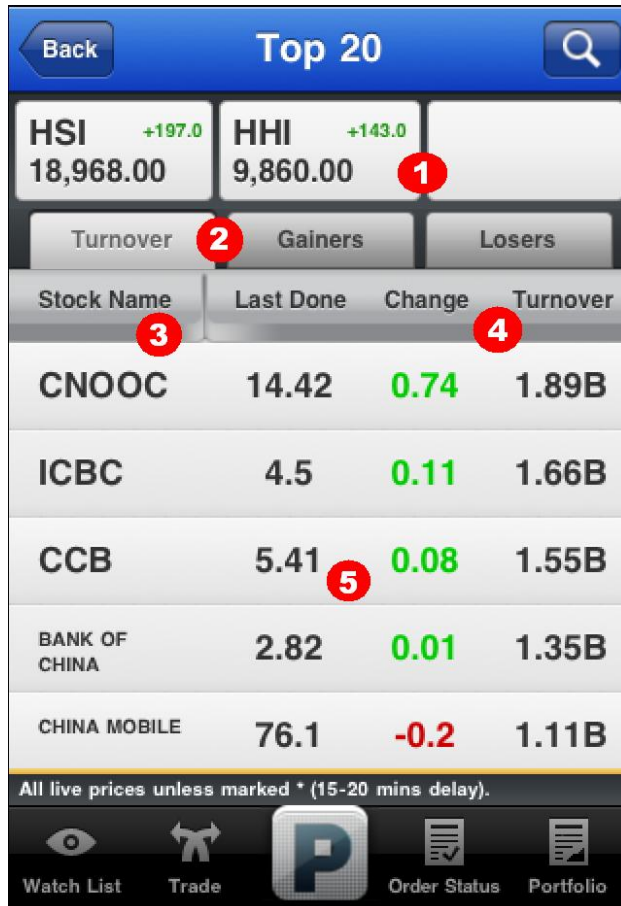 Back Top 20
HSI +197.0 HHI +143.0
18,968.00 9,860.00 1
Turnover 2 Gainers Losers
Stock Name Last Done Change Turnover
3 4
CNOOC 14.42 0.74 1.89B
ICBC 4.5 0.11 1.66B
CCB 5.41 5 0.08 1.55B
BANK OF
CHINA 2.82 0.01 1.35B
CHINA MOBILE 76.1 -0.2 1.11B
All live prices unless marked * (15-20 mins delay).
P
Watch List Trade Order Status Portfolio